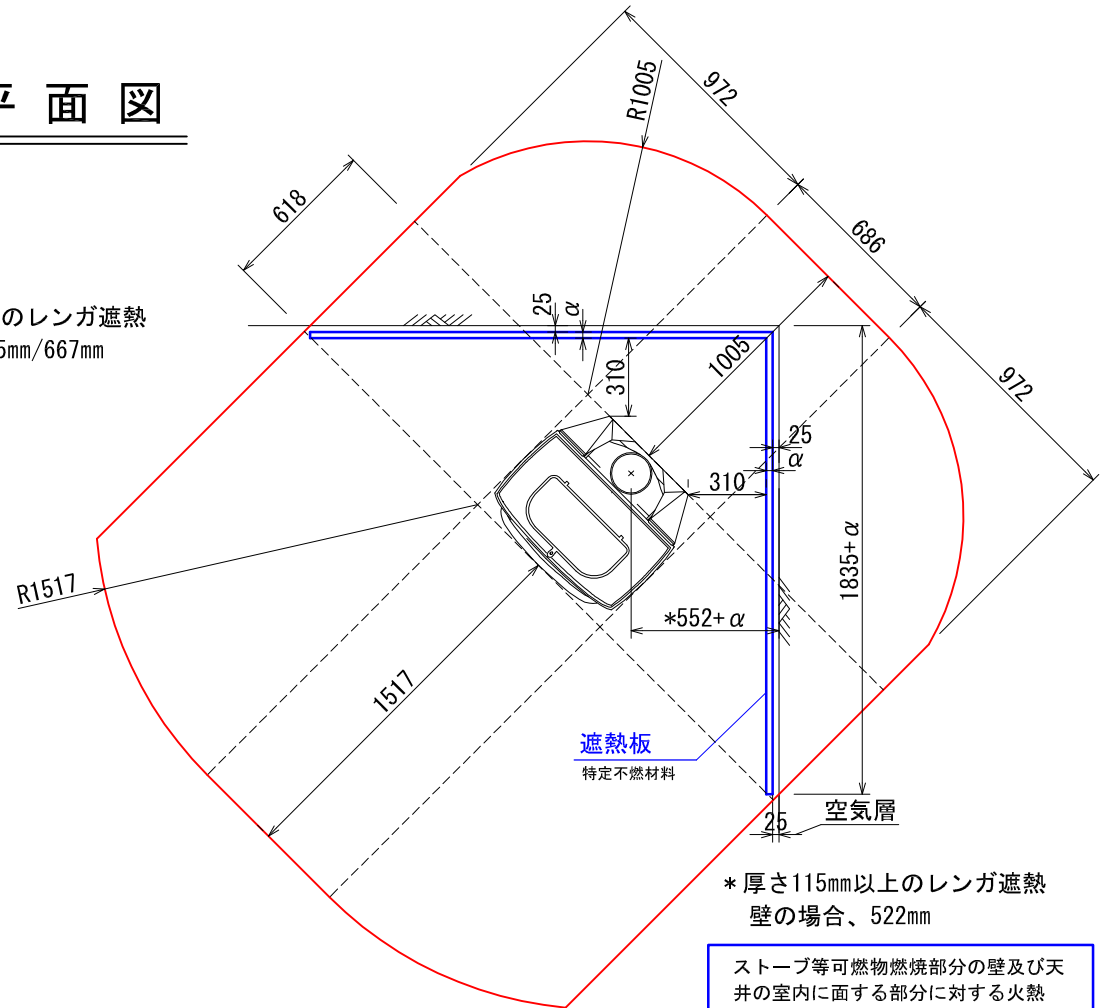 平 面 図
972
R1005
618
686
のレンガ遮熱
5mm/667mm
25
α
1005
310
972
25
α
310
R1517
1835+α
*552+α
1517
遮熱板
特定不燃材料
25
空気層
*厚さ115mm以上のレンガ遮熱
壁の場合、522mm
ストーブ等可燃物燃焼部分の壁及び天
井の室内に面する部分に対する火熱